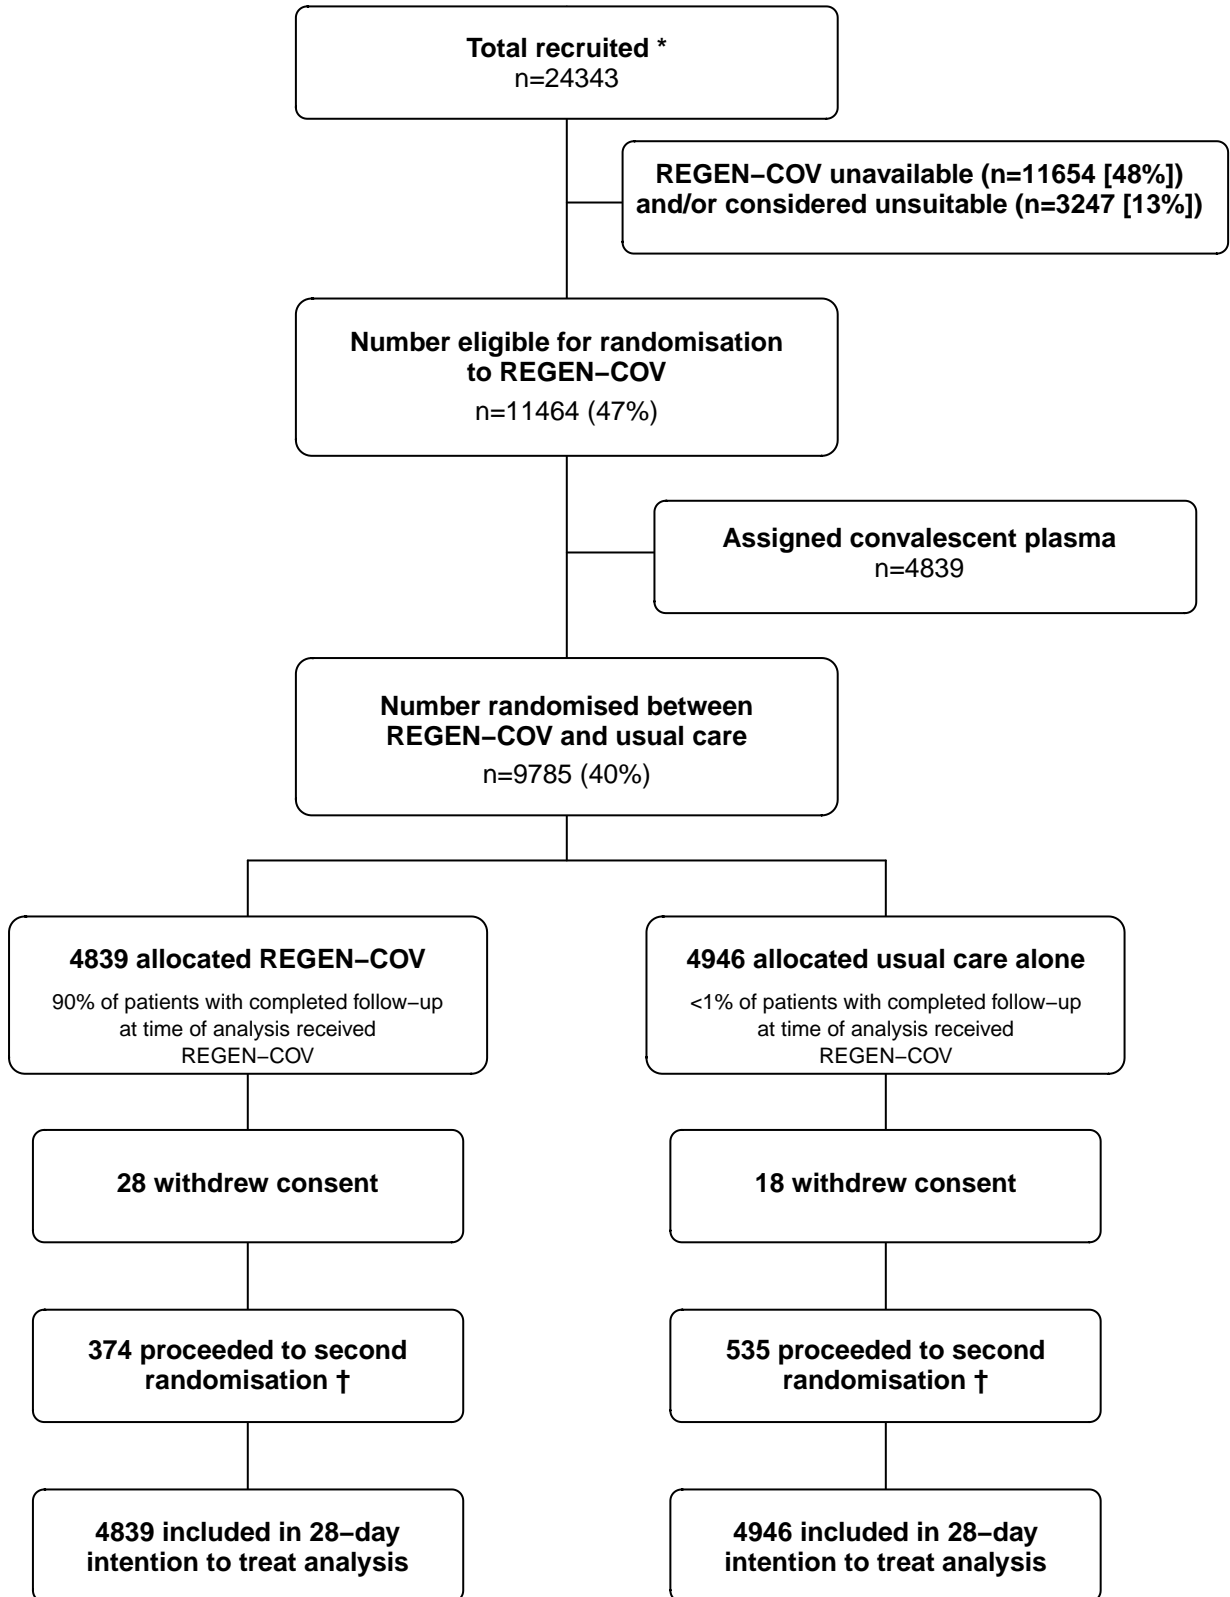 Total recruited *
n=24343
REGEN−COV unavailable (n=11654 [48%])
and/or considered unsuitable (n=3247 [13%])
Number eligible for randomisation
to REGEN−COV
n=11464 (47%)
Assigned convalescent plasma
n=4839
Number randomised between
REGEN−COV and usual care
n=9785 (40%)
4839 allocated REGEN−COV
90% of patients with completed follow−up
at time of analysis received
REGEN−COV
4946 allocated usual care alone
<1% of patients with completed follow−up
at time of analysis received
REGEN−COV
28 withdrew consent
18 withdrew consent
374 proceeded to second
randomisation †
535 proceeded to second
randomisation †
4839 included in 28−day
intention to treat analysis
4946 included in 28−day
intention to treat analysis